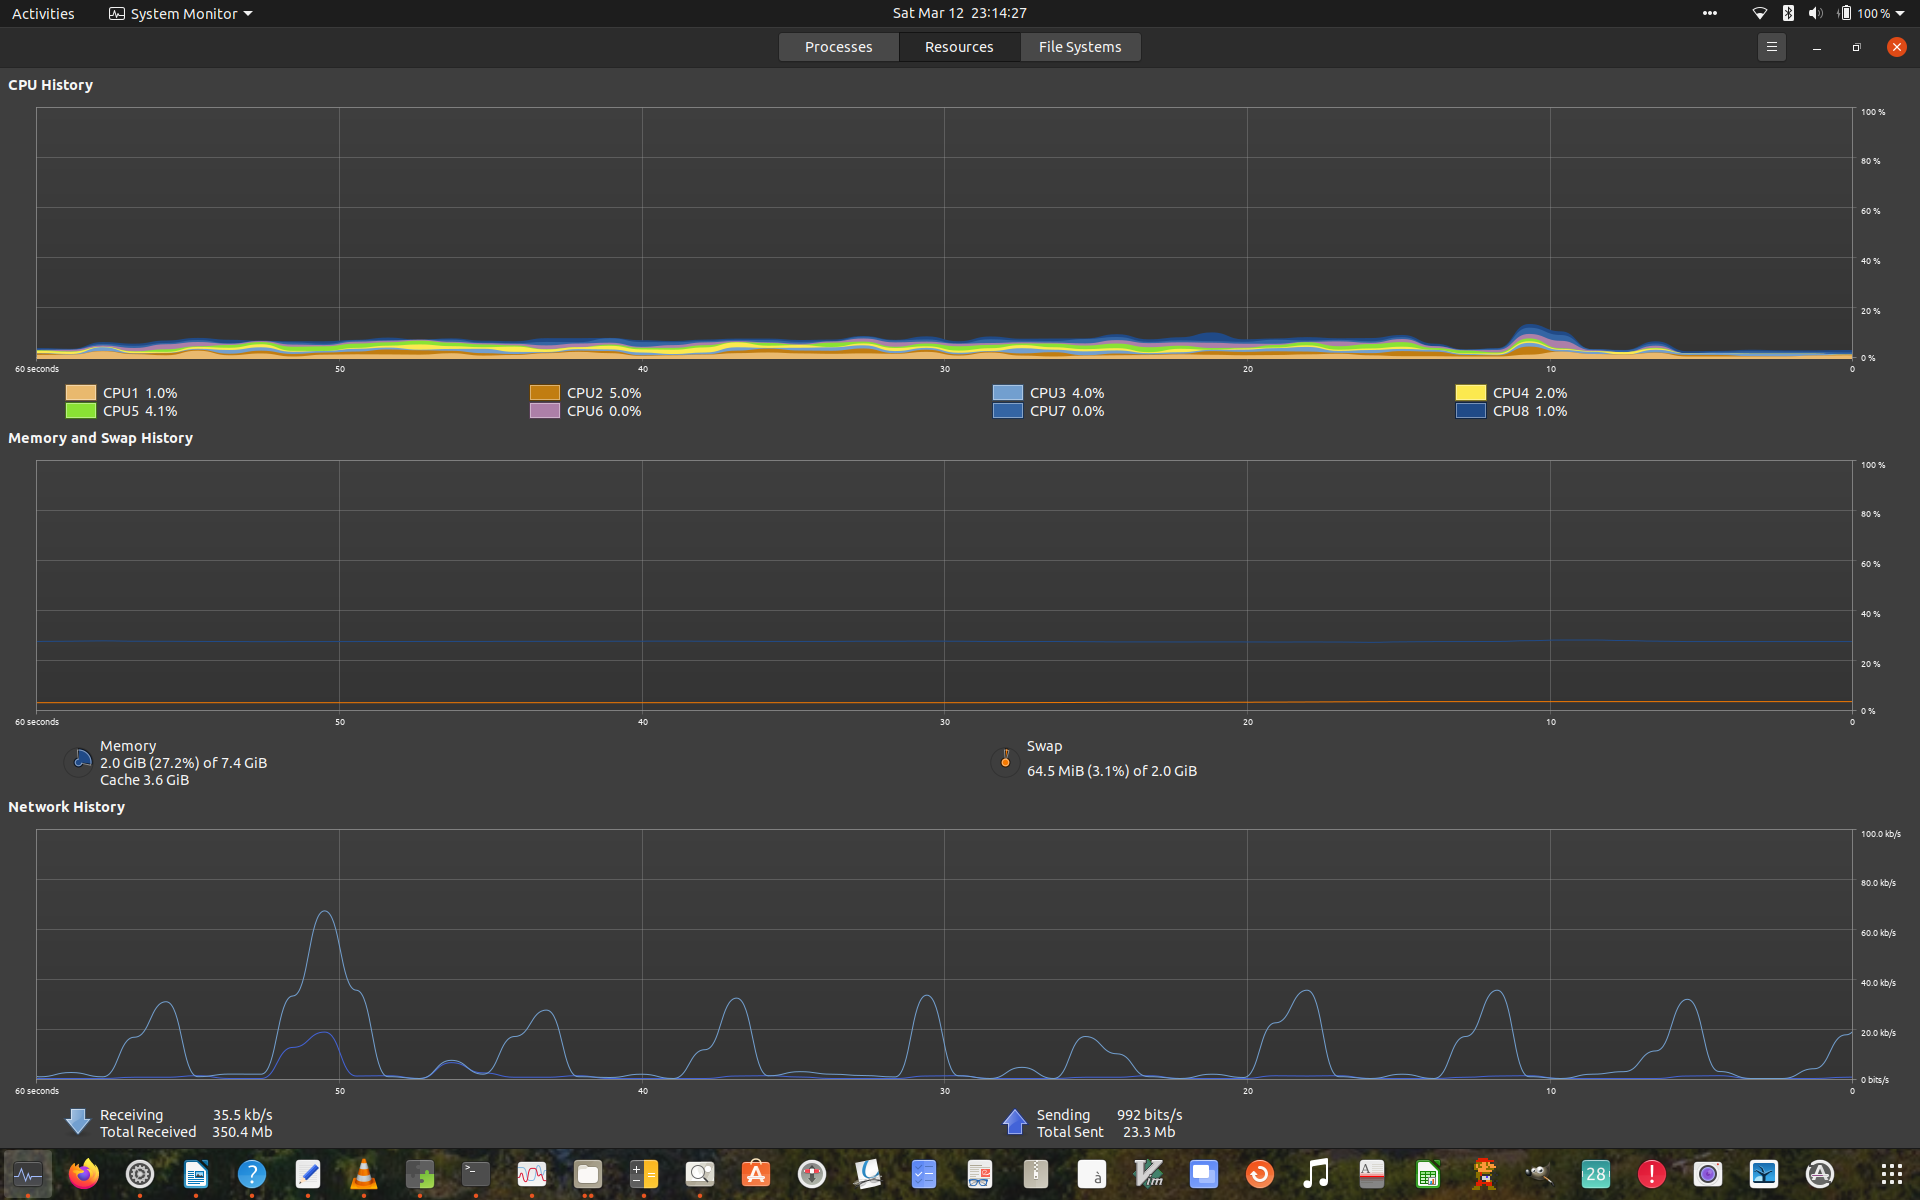 Activities
System Monitor
Sat Mar 12 23:14:27
100 %
Processes
Resources
File Systems
CPU History
100 %
80 %
60 %
40 %
20 %
0 %
60 seconds 50 40 30 20 10 0
CPU1 1.0% CPU2 5.0% CPU3 4.0% CPU4 2.0%
CPU5 4.1% CPU6 0.0% CPU7 0.0% CPU8 1.0%
Memory and Swap History
100 %
80 %
60 %
40 %
20 %
0 %
60 seconds 50 40 30 20 10 0
Memory
2.0 GiB (27.2%) of 7.4 GiB
Cache 3.6 GiB
Swap
64.5 MiB (3.1%) of 2.0 GiB
Network History
100.0 kb/s
80.0 kb/s
60.0 kb/s
40.0 kb/s
20.0 kb/s
0 bits/s
60 seconds 50 40 30 20 10 0
Receiving 35.5 kb/s
Total Received 350.4 Mb
Sending 992 bits/s
Total Sent 23.3 Mb
?
>_
à
Vim
A
28
!